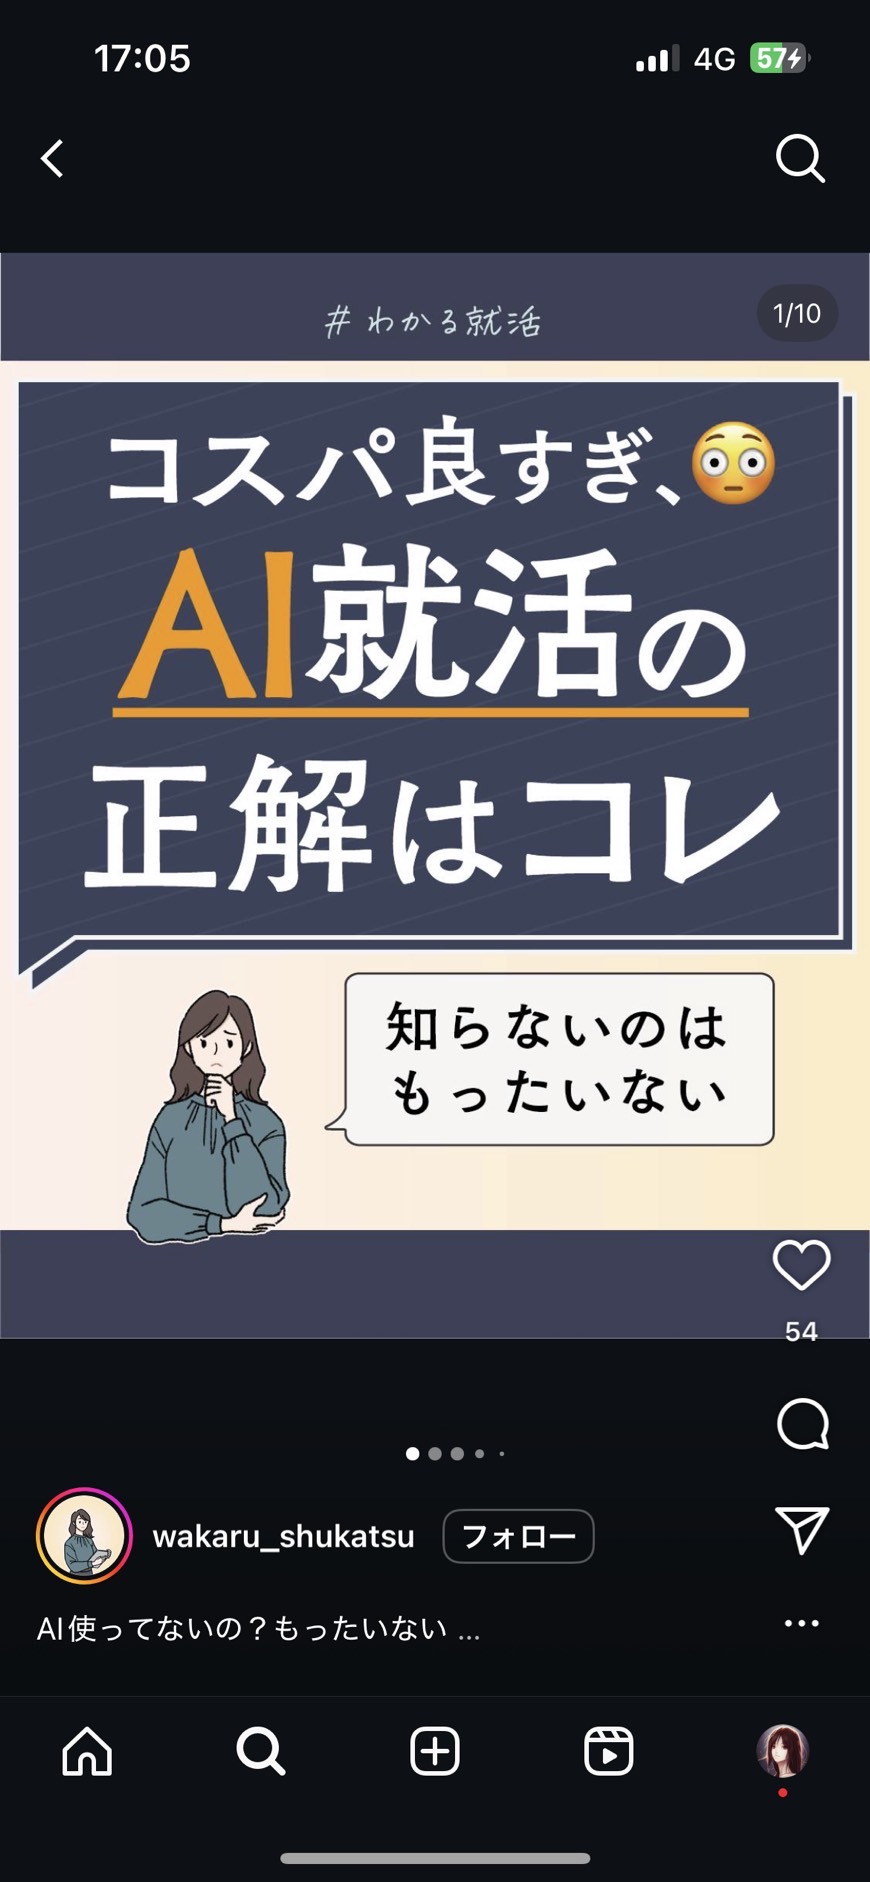 17:05
4G
57
# わかる就活
1/10
コスパ良すぎ、😳
AI就活の
正解はコレ
知らないのは
もったいない
54
wakaru_shukatsu
フォロー
AI使ってないの？もったいない ...